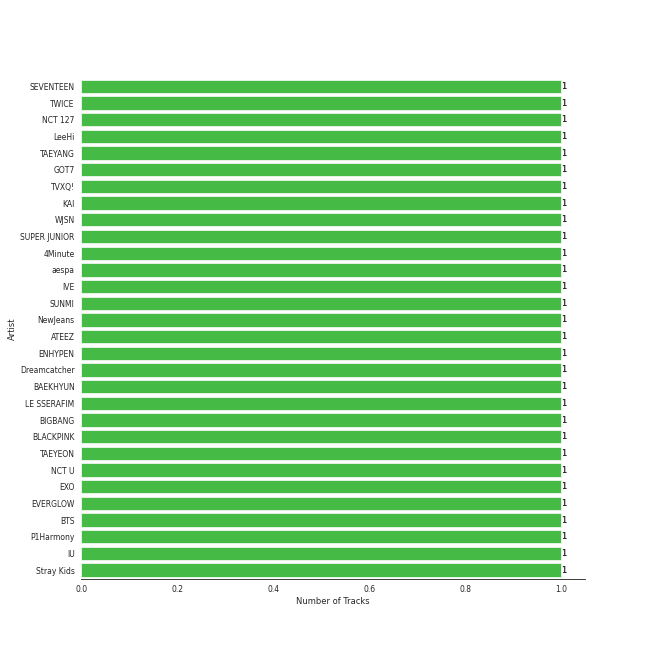 SEVENTEEN 1
TWICE 1
NCT 127 1
LeeHi 1
TAEYANG 1
GOT7 1
TVXQ! 1
KAI 1
WJSN 1
SUPER JUNIOR 1
4Minute 1
aespa 1
IVE 1
SUNMI 1
NewJeans 1
ATEEZ 1
ENHYPEN 1
Dreamcatcher 1
BAEKHYUN 1
LE SSERAFIM 1
BIGBANG 1
BLACKPINK 1
TAEYEON 1
NCT U 1
EXO 1
EVERGLOW 1
BTS 1
P1Harmony 1
IU 1
Stray Kids 1
Artist
0.0 0.2 0.4 0.6 0.8 1.0
Number of Tracks